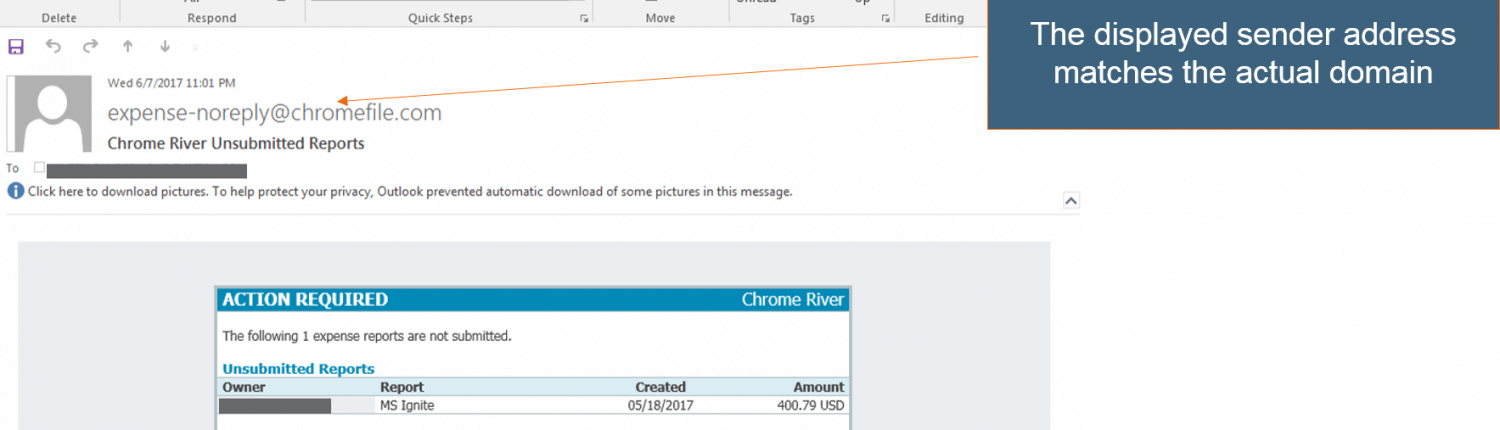 All
Unread
Up
Delete
Respond
Quick Steps
Move
Tags
Editing
The displayed sender address
matches the actual domain
Wed 6/7/2017 11:01 PM
expense-noreply@chromefile.com
Chrome River Unsubmitted Reports
To
Click here to download pictures. To help protect your privacy, Outlook prevented automatic download of some pictures in this message.
ACTION REQUIRED Chrome River
The following 1 expense reports are not submitted.
Unsubmitted Reports
Owner Report Created Amount
MS Ignite 05/18/2017 400.79 USD